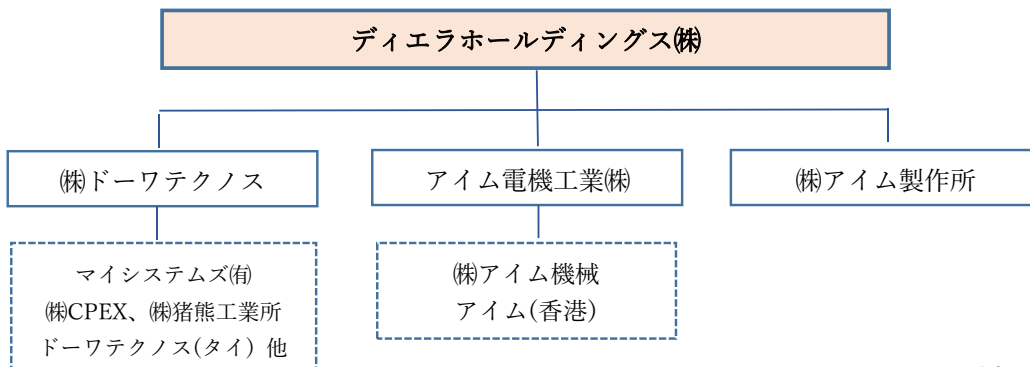 ディエラホールディングス㈱
㈱ドーワテクノス
アイム電機工業㈱
㈱アイム製作所
マイシステムズ㈲
㈱CPEX、㈱猪熊工業所
ドーワテクノス(タイ) 他
㈱アイム機械
アイム(香港)